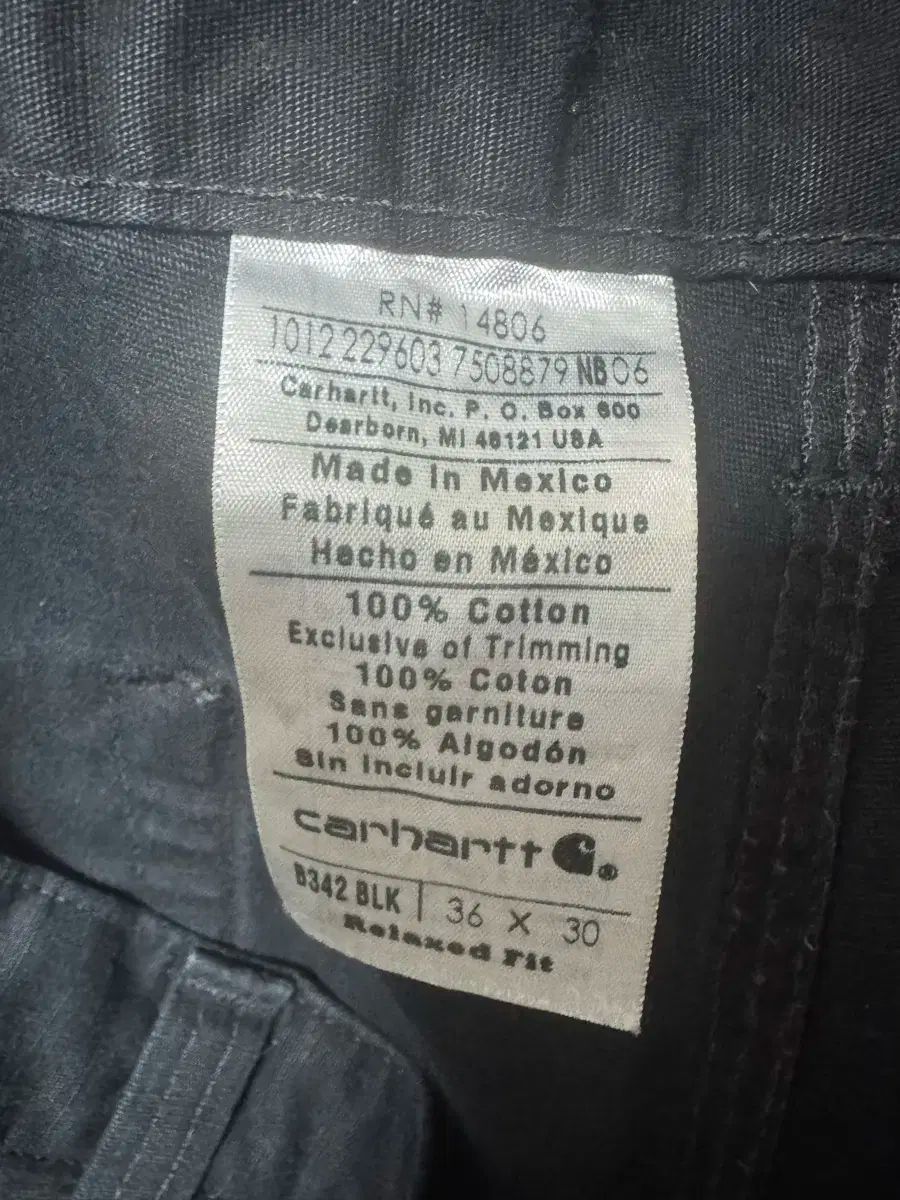 RN# 14806
1012 229603 7508879 NB 06
Carhartt, Inc. P. O. Box 600
Dearborn, MI 48121 USA
Made in Mexico
Fabriqué au Mexique
Hecho en México
100% Cotton
Exclusive of Trimming
100% Coton
Sans garniture
100% Algodón
Sin incluir adorno
carhartt ®
B342 BLK | 36 X 30
Relaxed Fit